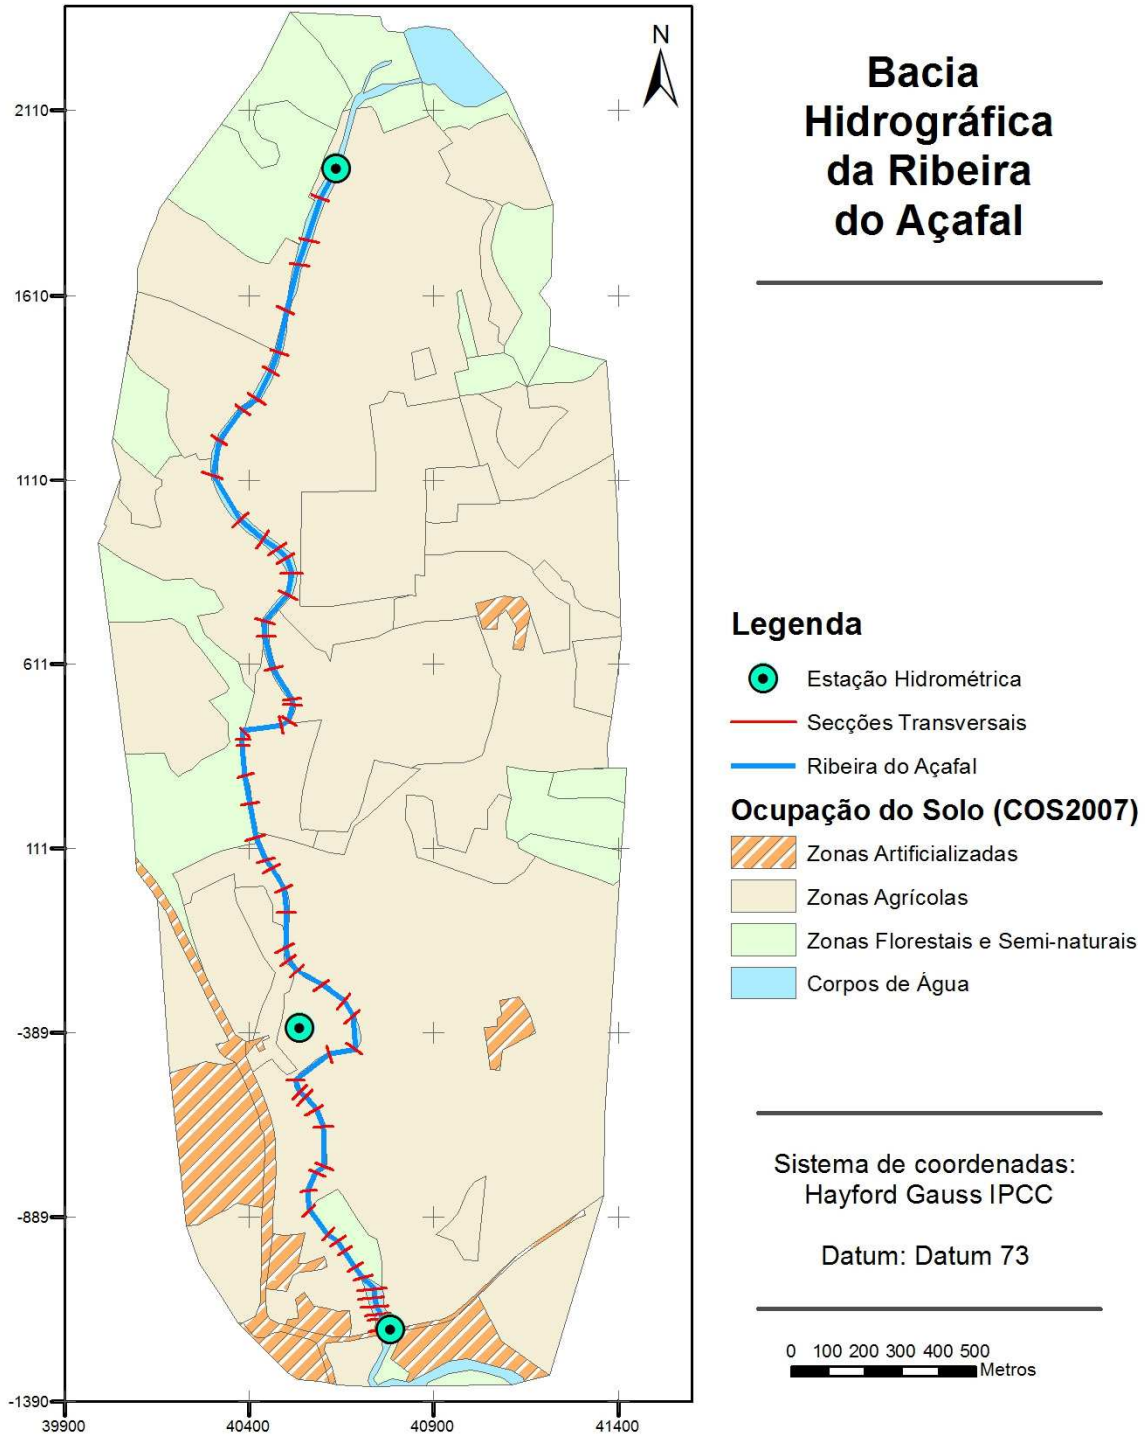 Bacia
Hidrográfica
da Ribeira
do Açafal
N
2110
1610
1110
611
111
-389
-889
-1390
39900
40400
40900
41400
Legenda
Estação Hidrométrica
Secções Transversais
Ribeira do Açafal
Ocupação do Solo (COS2007)
Zonas Artificializadas
Zonas Agrícolas
Zonas Florestais e Semi-naturais
Corpos de Água
Sistema de coordenadas:
Hayford Gauss IPCC
Datum: Datum 73
0 100 200 300 400 500
Metros